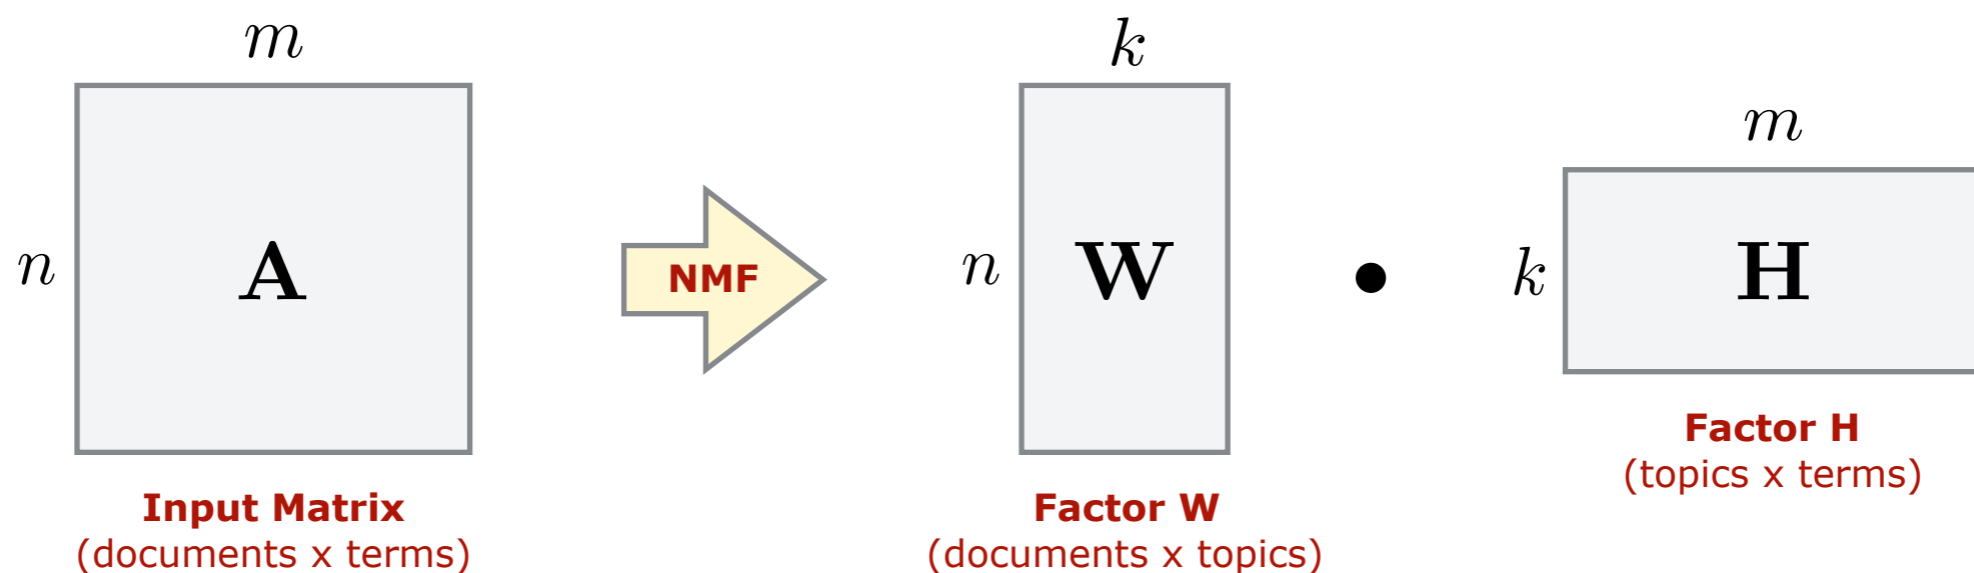 m
n
A
Input Matrix
(documents x terms)
NMF
k
n
W
Factor W
(documents x topics)
•
m
k
H
Factor H
(topics x terms)